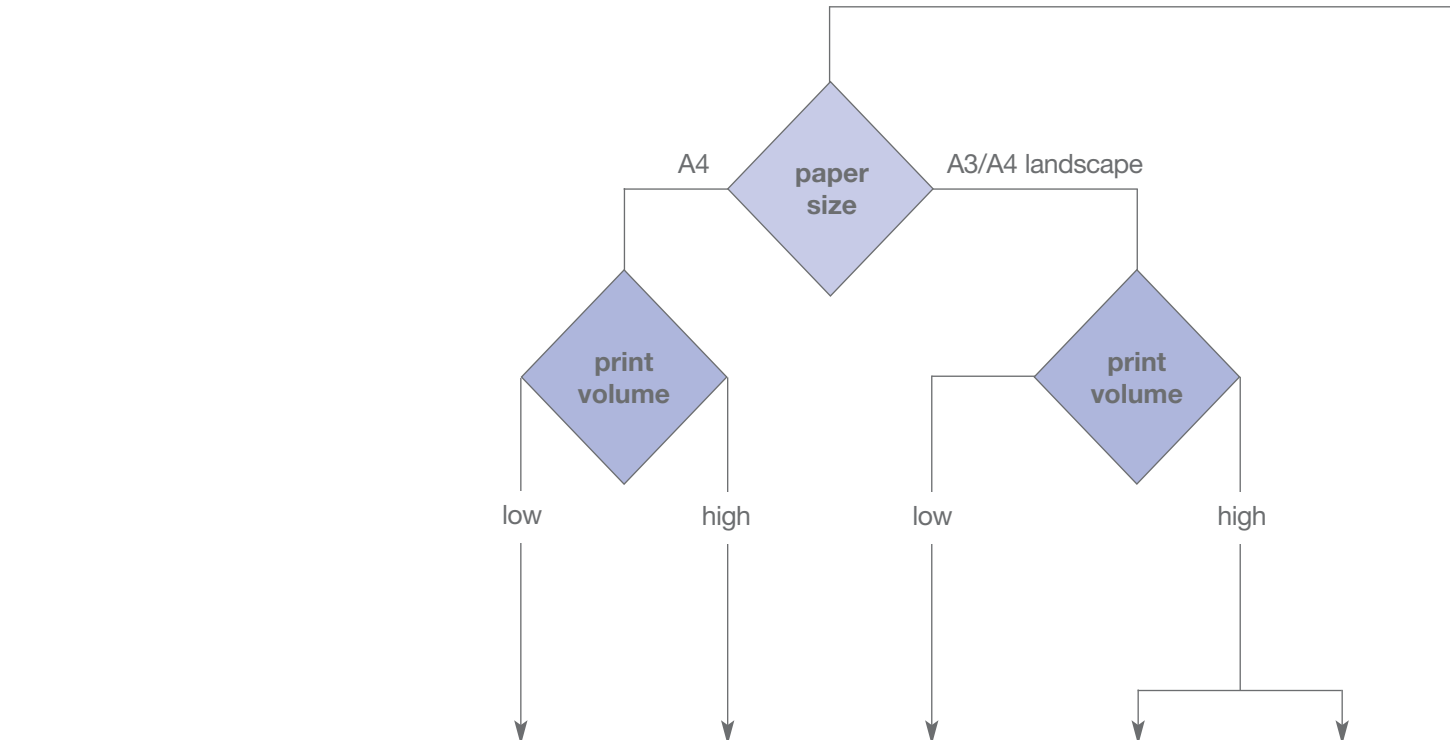 A4
paper
size
A3/A4 landscape
print
volume
print
volume
low
high
low
high